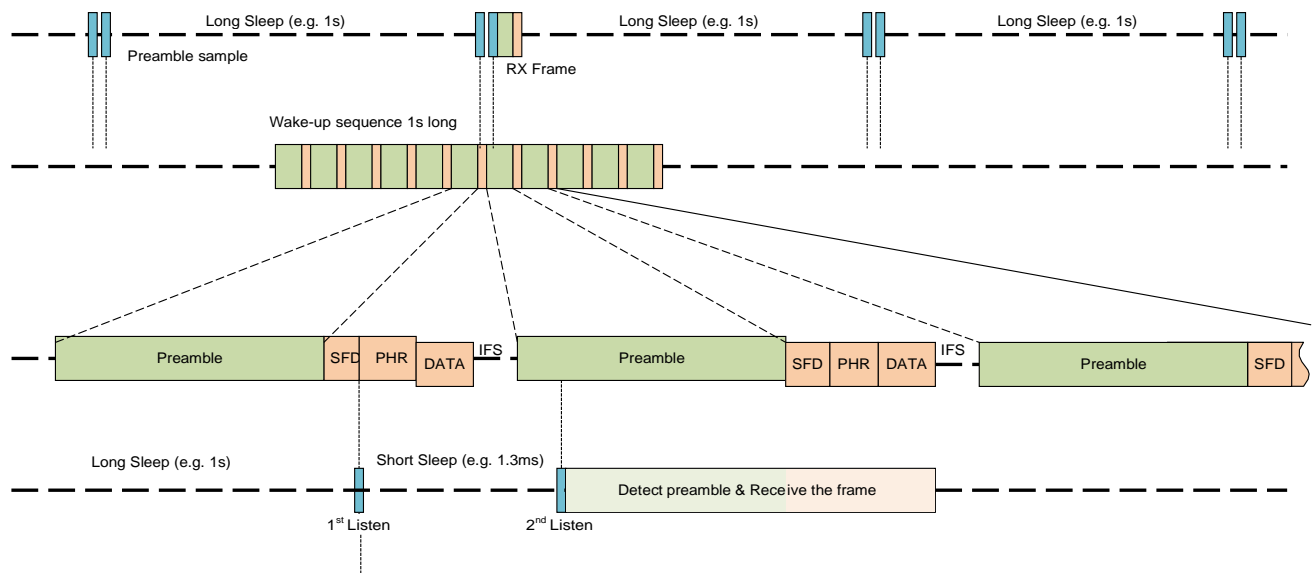 Long Sleep (e.g. 1s)
Long Sleep (e.g. 1s)
Long Sleep (e.g. 1s)
Preamble sample
RX Frame
Wake-up sequence 1s long
Preamble
SFD
PHR
DATA
IFS
Preamble
SFD
PHR
DATA
IFS
Preamble
SFD
Long Sleep (e.g. 1s)
Short Sleep (e.g. 1.3ms)
Detect preamble & Receive the frame
1st Listen
2nd Listen